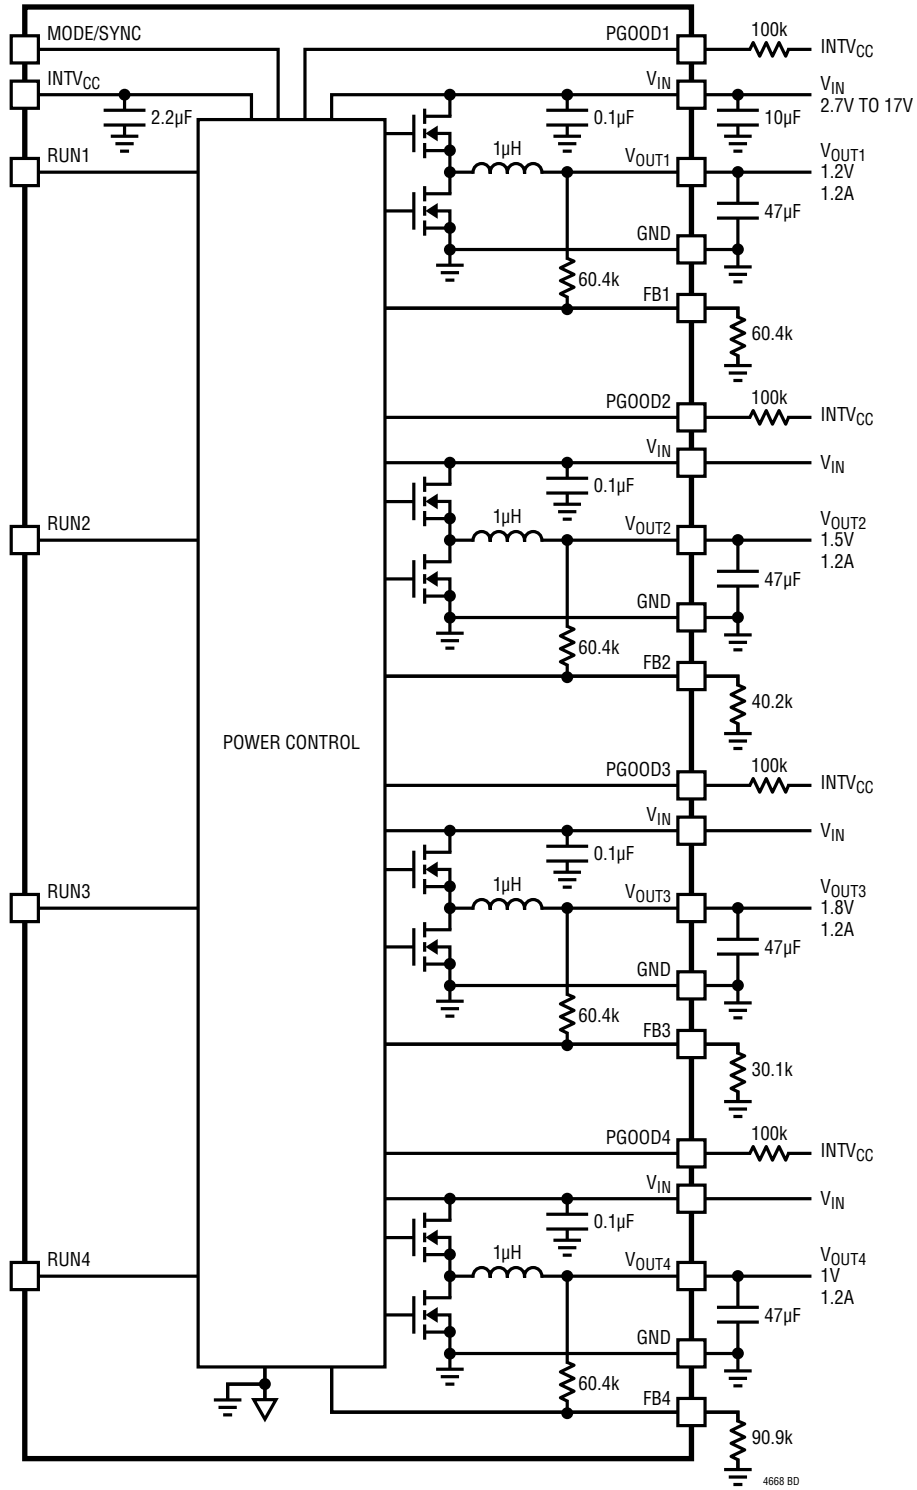 MODE/SYNC
PGOOD1
100k
INTVCC
INTVCC
2.2µF
VIN
0.1µF
10µF
VIN
2.7V TO 17V
RUN1
1µH
VOUT1
VOUT1
1.2V
1.2A
47µF
GND
60.4k
FB1
60.4k
PGOOD2
100k
INTVCC
VIN
VIN
0.1µF
RUN2
1µH
VOUT2
VOUT2
1.5V
1.2A
47µF
GND
60.4k
FB2
40.2k
POWER CONTROL
PGOOD3
100k
INTVCC
VIN
VIN
0.1µF
RUN3
1µH
VOUT3
VOUT3
1.8V
1.2A
47µF
GND
60.4k
FB3
30.1k
PGOOD4
100k
INTVCC
VIN
VIN
0.1µF
RUN4
1µH
VOUT4
VOUT4
1V
1.2A
47µF
GND
60.4k
FB4
90.9k
4668 BD